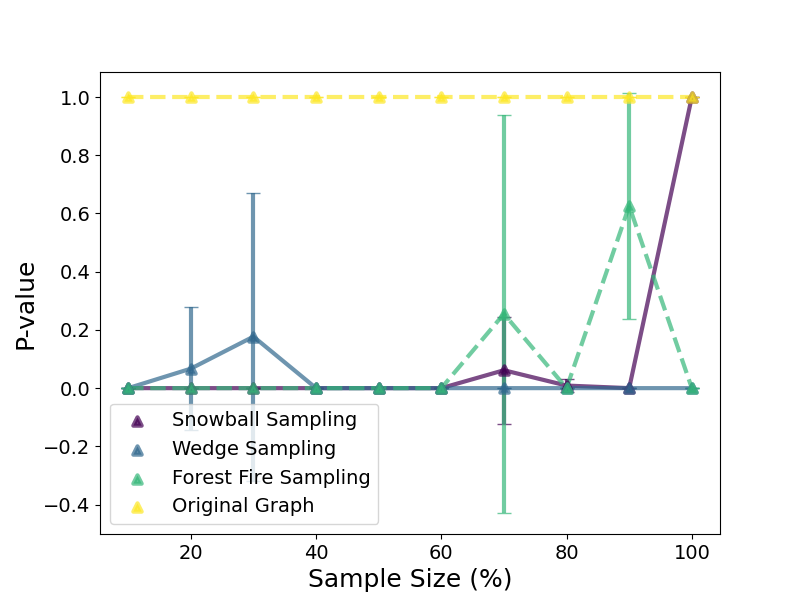 1.0
0.8
0.6
0.4
0.2
0.0
−0.2
−0.4
P-value
Snowball Sampling
Wedge Sampling
Forest Fire Sampling
Original Graph
20 40 60 80 100
Sample Size (%)